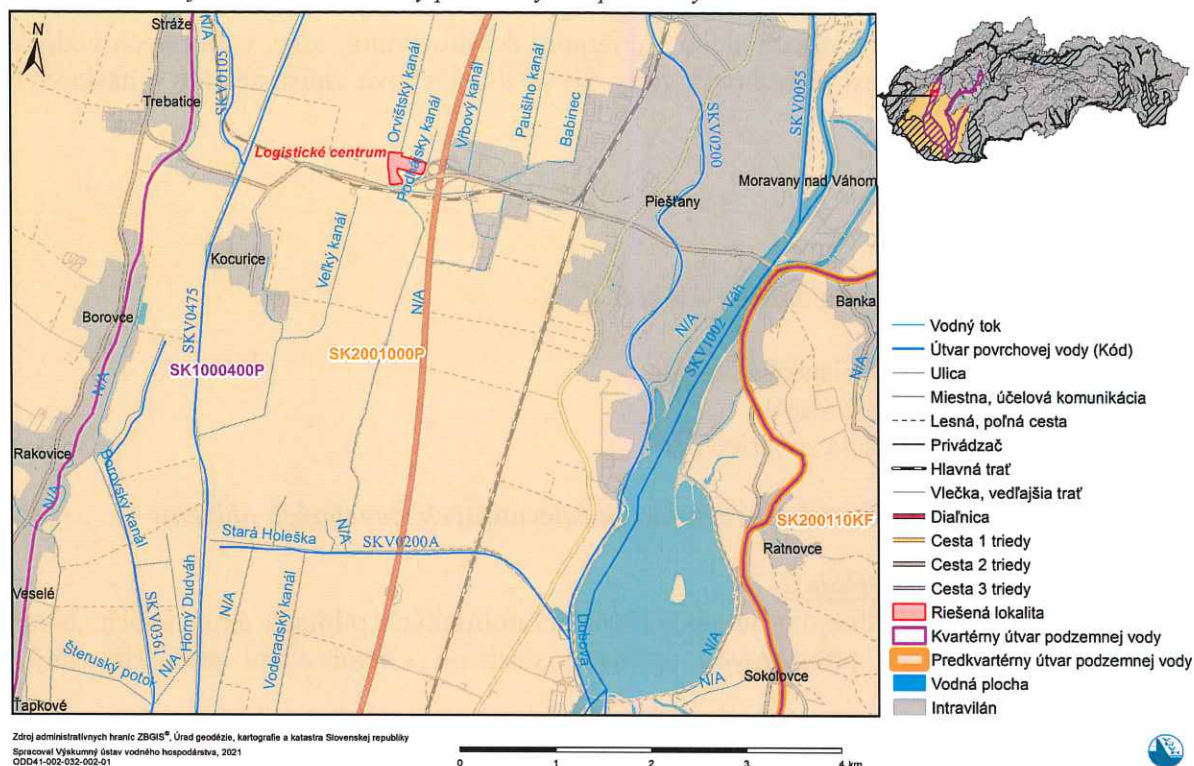 N
Stráže
N/A
Trebatice
SKV0105
Orvištský kanál
Podhájsky kanál
Vrbový kanál
Paušiho kanál
Babinec
SKV0200
SKV0055
Logistické centrum
Moravany nad Váhom
Piešťany
Kocurice
Veľký kanál
Borovce
SKV0475
N/A
N/A
SKV1002
Váh
Banka
N/A
SK1000400P
SK2001000P
N/A
Rakovice
N/A
Borovský kanál
SK200110KF
Ratnovce
Stará Holeška
N/A
SKV0200A
Veselé
SKV0361
N/A
Horný Dudváh
N/A
Voderadský kanál
Dubová
N/A
Šteruský potok
Sokolovce
N/A
Ťapkové
Vodný tok
Útvar povrchovej vody (Kód)
Ulica
Miestna, účelová komunikácia
Lesná, poľná cesta
Privádzač
Hlavná trať
Vlečka, vedľajšia trať
Diaľnica
Cesta 1 triedy
Cesta 2 triedy
Cesta 3 triedy
Riešená lokalita
Kvartérny útvar podzemnej vody
Predkvartérny útvar podzemnej vody
Vodná plocha
Intravilán
Zdroj administratívnych hraníc ZBGIS®, Úrad geodézie, kartografie a katastra Slovenskej republiky
Spracoval Výskumný ústav vodného hospodárstva, 2021
ODD41-002-032-002-01
0 1 2 3 4 km